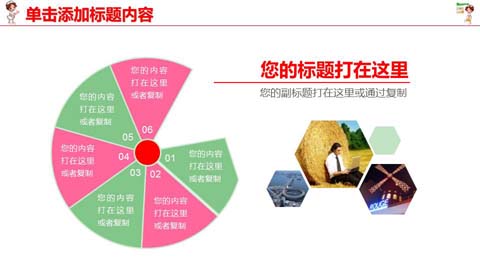 单击添加标题内容
您的标题打在这里
您的副标题打在这里或通过复制
您的内容
打在这里
或者复制
06
您的内容
打在这里
或者复制
05
您的内容
打在这里
或者复制
04
您的内容
打在这里
或者复制
03
您的内容
打在这里
或者复制
02
您的内容
打在这里
或者复制
01
ROUGE